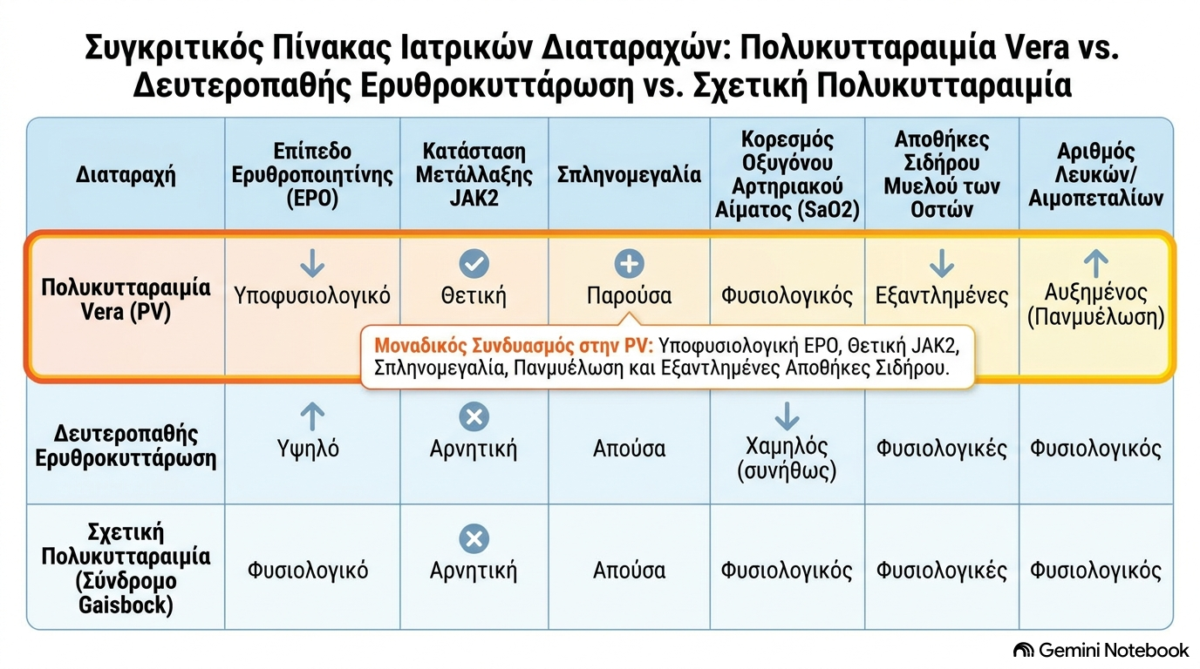 Συγκριτικός Πίνακας Ιατρικών Διαταραχών: Πολυκυτταραιμία Vera vs.
Δευτεροπαθής Ερυθροκυττάρωση vs. Σχετική Πολυκυτταραιμία
Διαταραχή
Επίπεδο
Ερυθροποιητίνης
(EPO)
Κατάσταση
Μετάλλαξης
JAK2
Σπληνομεγαλία
Κορεσμός
Οξυγόνου
Αρτηριακού
Αίματος (SaO2)
Αποθήκες
Σιδήρου
Μυελού των
Οστών
Αριθμός
Λευκών/
Αιμοπεταλίων
Πολυκυτταραιμία
Vera (PV)
Υποφυσιολογικό
Θετική
Παρούσα
Φυσιολογικός
Εξαντλημένες
Αυξημένος
(Πανμυέλωση)
Μοναδικός Συνδυασμός στην PV: Υποφυσιολογική EPO, Θετική JAK2,
Σπληνομεγαλία, Πανμυέλωση και Εξαντλημένες Αποθήκες Σιδήρου.
Δευτεροπαθής
Ερυθροκυττάρωση
Υψηλό
Αρνητική
Απούσα
Χαμηλός
(συνήθως)
Φυσιολογικές
Φυσιολογικός
Σχετική
Πολυκυτταραιμία
(Σύνδρομο
Gaisbock)
Φυσιολογικό
Αρνητική
Απούσα
Φυσιολογικός
Φυσιολογικές
Φυσιολογικός
Gemini Notebook